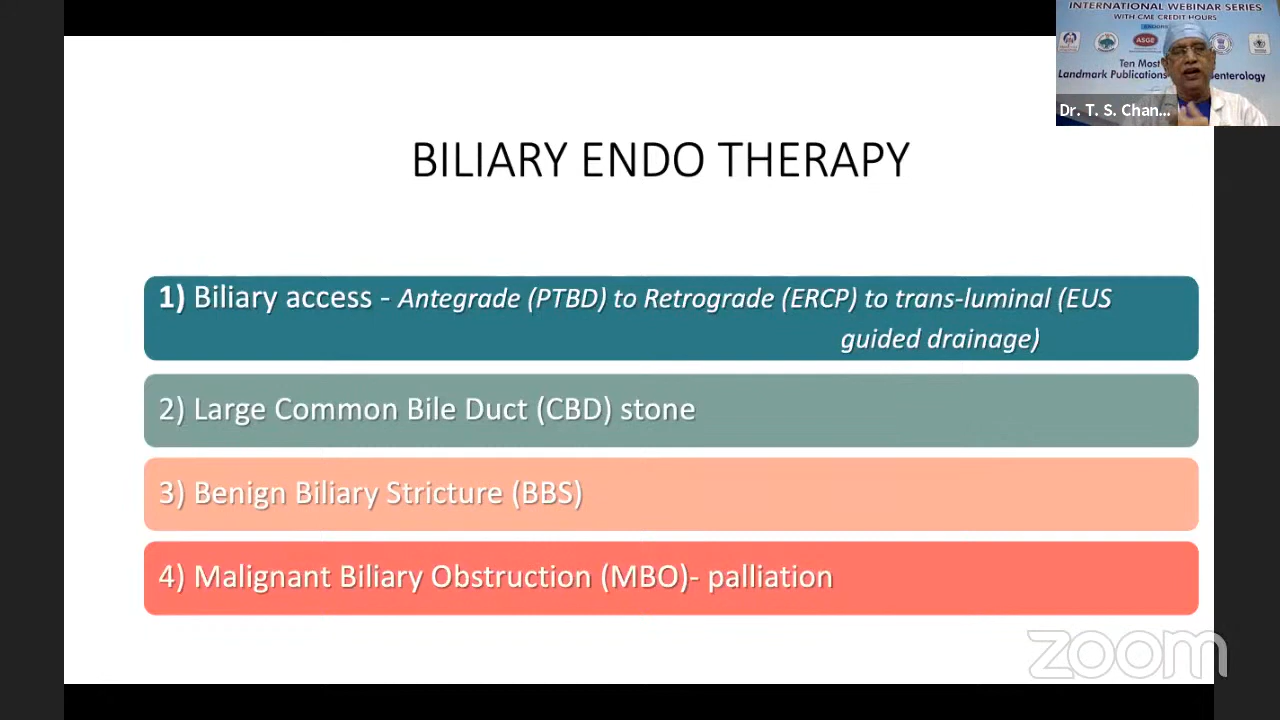 INTERNATIONAL WEBINAR SERIES
WITH CME CREDIT HOURS
ASGE
Ten Most
Landmark Publications
enterology
Dr. T. S. Chan...
BILIARY ENDO THERAPY
1) Biliary access - Antegrade (PTBD) to Retrograde (ERCP) to trans-luminal (EUS
guided drainage)
2) Large Common Bile Duct (CBD) stone
3) Benign Biliary Stricture (BBS)
4) Malignant Biliary Obstruction (MBO)- palliation
zoom